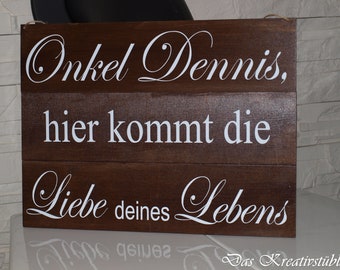 Onkel Dennis,
hier kommt die
Liebe deines Lebens
Das Kreativstübl